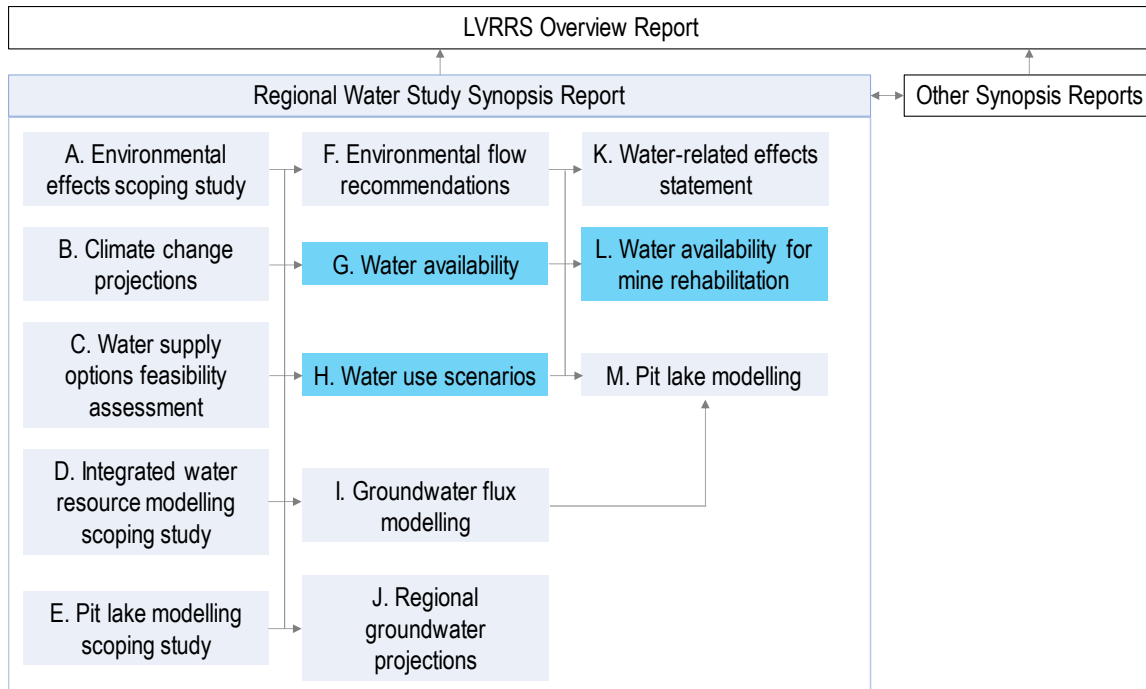 LVRRS Overview Report
Regional Water Study Synopsis Report
Other Synopsis Reports
A. Environmental
effects scoping study
F. Environmental flow
recommendations
K. Water-related effects
statement
B. Climate change
projections
G. Water availability
L. Water availability for
mine rehabilitation
C. Water supply
options feasibility
assessment
H. Water use scenarios
M. Pit lake modelling
D. Integrated water
resource modelling
scoping study
I. Groundwater flux
modelling
E. Pit lake modelling
scoping study
J. Regional
groundwater
projections